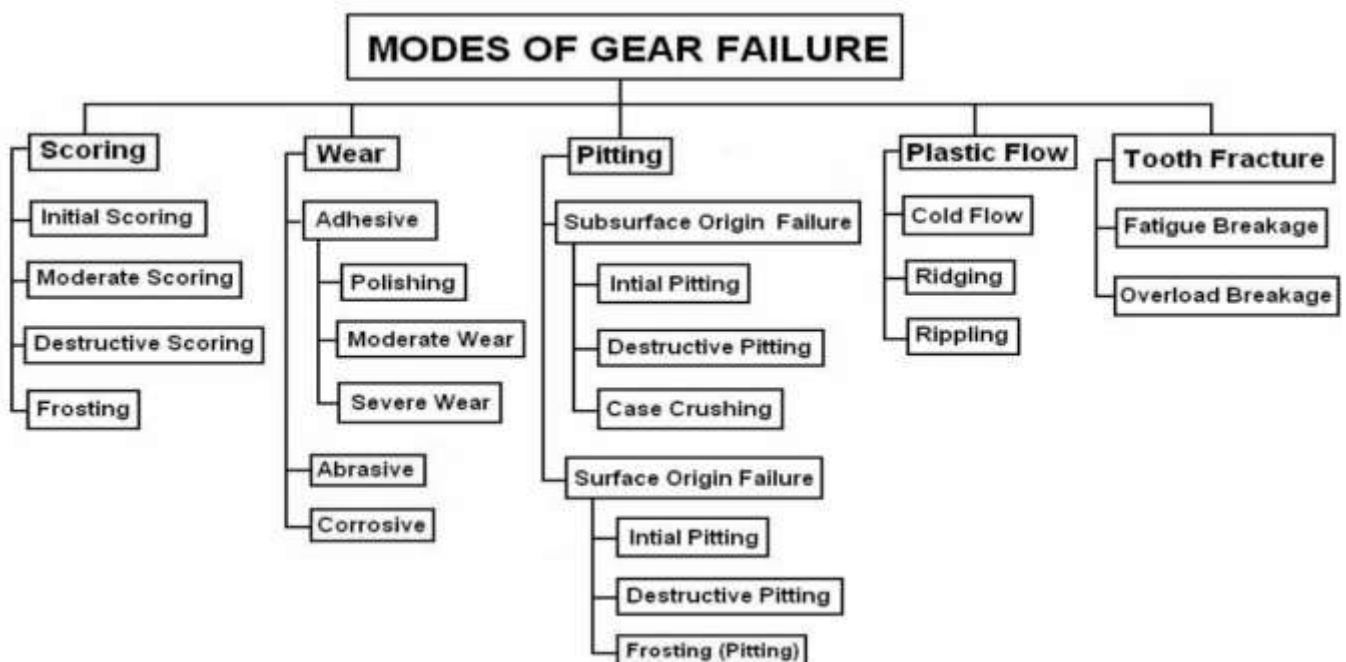 MODES OF GEAR FAILURE
Scoring
Initial Scoring
Moderate Scoring
Destructive Scoring
Frosting
Wear
Adhesive
Polishing
Moderate Wear
Severe Wear
Abrasive
Corrosive
Pitting
Subsurface Origin Failure
Intial Pitting
Destructive Pitting
Case Crushing
Surface Origin Failure
Intial Pitting
Destructive Pitting
Frosting (Pitting)
Plastic Flow
Cold Flow
Ridging
Rippling
Tooth Fracture
Fatigue Breakage
Overload Breakage